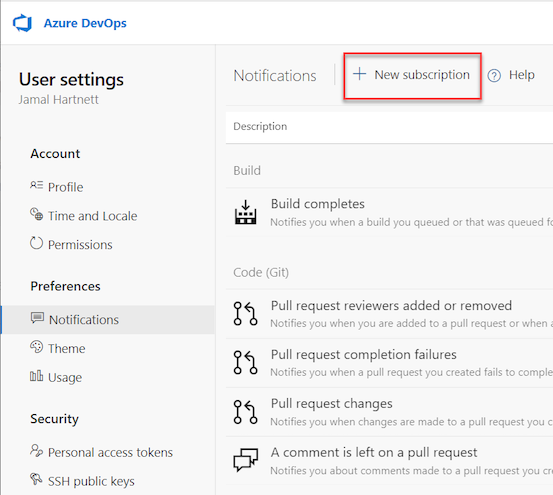 Azure DevOps
User settings
Jamal Hartnett
Account
Profile
Time and Locale
Permissions
Preferences
Notifications
Theme
Usage
Security
Personal access tokens
SSH public keys
Notifications
New subscription
Help
Description
Build
Build completes
Notifies you when a build you queued or that was queued fo
Code (Git)
Pull request reviewers added or removed
Notifies you when you are added to a pull request or when a
Pull request completion failures
Notifies you when a pull request you created fails to comple
Pull request changes
Notifies you when changes are made to a pull request you c
A comment is left on a pull request
Notifies you about comments made to a pull request you cre